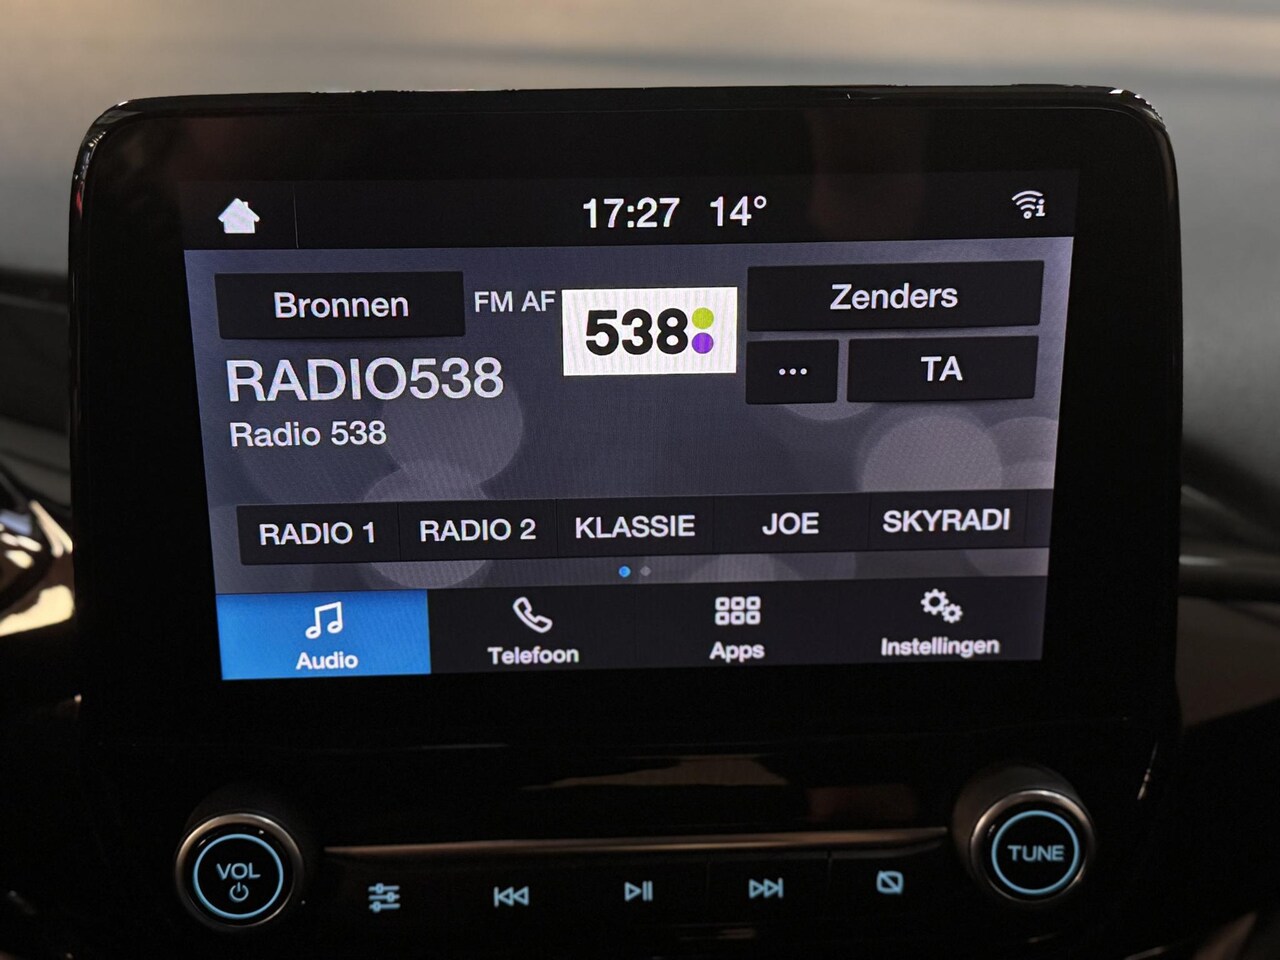 17:27 14°
Bronnen FM AF 538 Zenders
... TA
RADIO538
Radio 538
RADIO 1 RADIO 2 KLASSIE JOE SKYRADI
Audio Telefoon Apps Instellingen
VOL TUNE